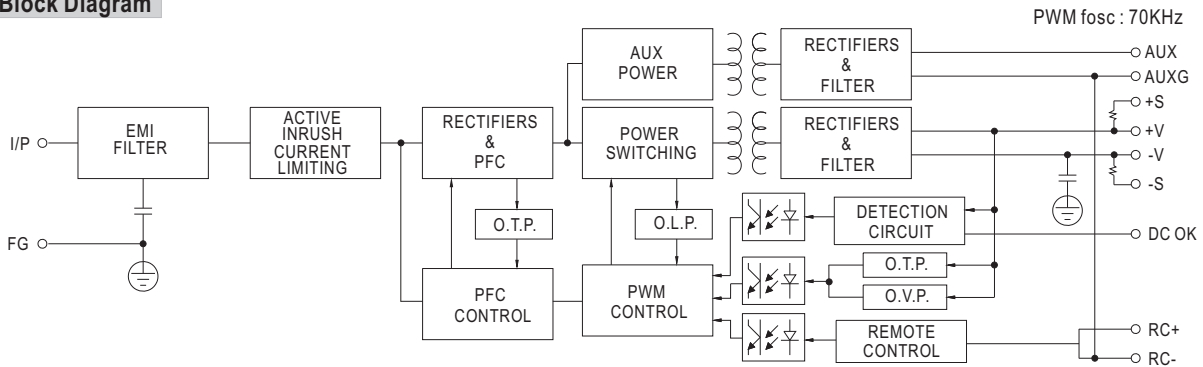 Block Diagram
PWM fosc : 70KHz
I/P
FG
EMI
FILTER
ACTIVE
INRUSH
CURRENT
LIMITING
RECTIFIERS
&
PFC
O.T.P.
PFC
CONTROL
AUX
POWER
POWER
SWITCHING
O.L.P.
PWM
CONTROL
RECTIFIERS
&
FILTER
RECTIFIERS
&
FILTER
DETECTION
CIRCUIT
O.T.P.
O.V.P.
REMOTE
CONTROL
AUX
AUXG
+S
+V
-V
-S
DC OK
RC+
RC-